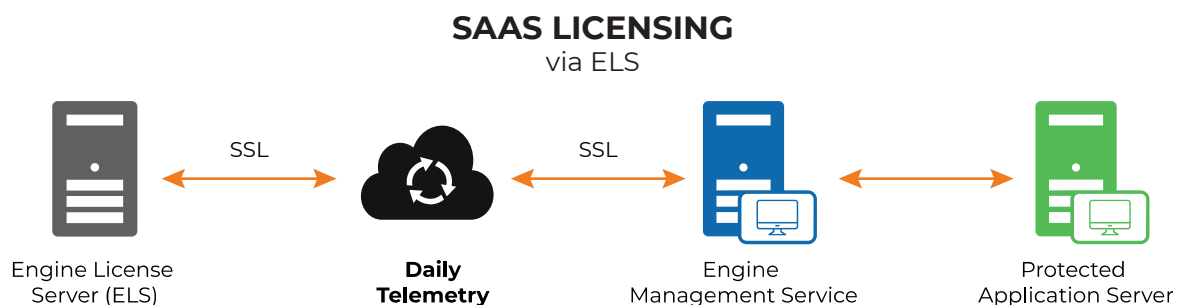 SAAS LICENSING
via ELS
SSL
SSL
Engine License
Server (ELS)
Daily
Telemetry
Engine
Management Service
Protected
Application Server